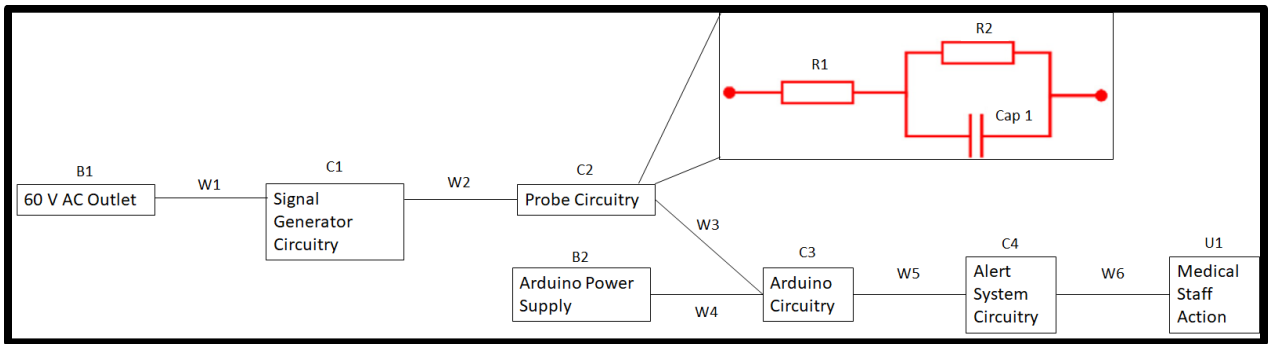 R2
R1
Cap 1
B1
C1
C2
W1
W2
60 V AC Outlet
Signal
Generator
Circuitry
Probe Circuitry
W3
B2
C3
C4
U1
Arduino Power
Supply
W4
Arduino
Circuitry
W5
Alert
System
Circuitry
W6
Medical
Staff
Action